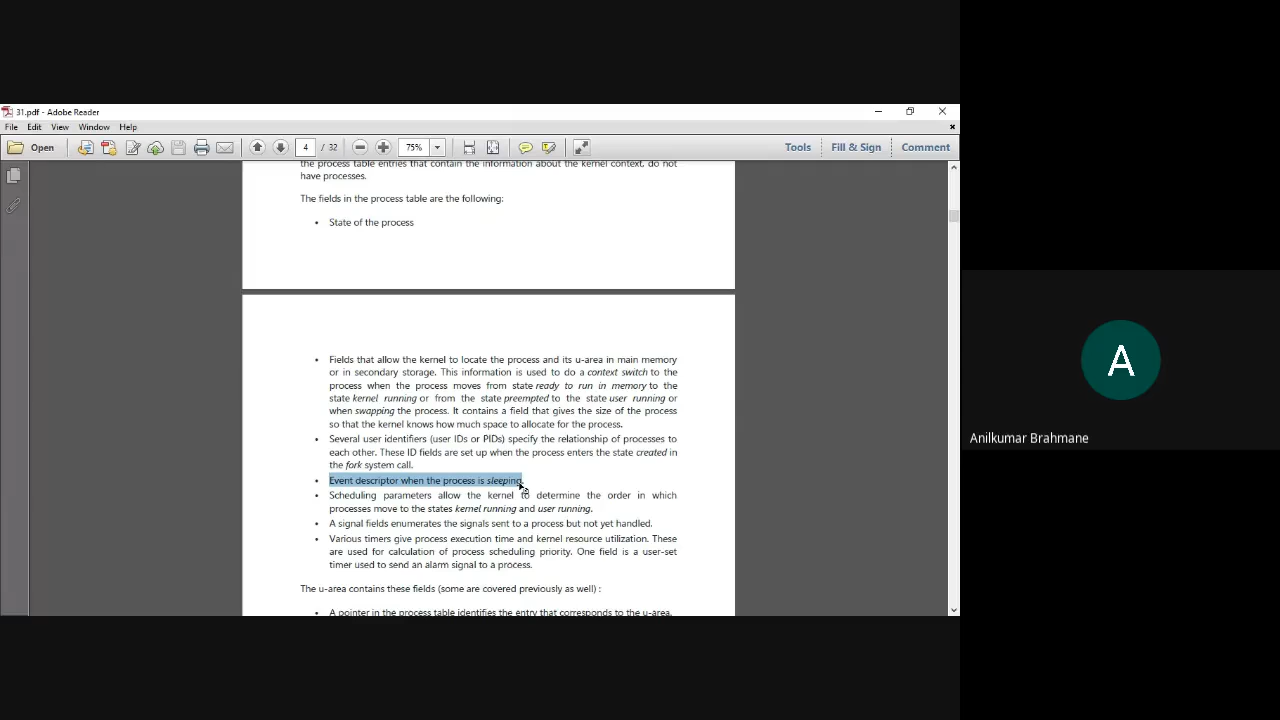 31.pdf - Adobe Reader
File Edit View Window Help
Open 4 / 32 75% Tools Fill & Sign Comment
the process table entries that contain the information about the kernel context, do not
have processes.
The fields in the process table are the following:
• State of the process
• Fields that allow the kernel to locate the process and its u-area in main memory
or in secondary storage. This information is used to do a context switch to the
process when the process moves from state ready to run in memory to the
state kernel running or from the state preempted to the state user running or
when swapping the process. It contains a field that gives the size of the process
so that the kernel knows how much space to allocate for the process.
• Several user identifiers (user IDs or PIDs) specify the relationship of processes to
each other. These ID fields are set up when the process enters the state created in
the fork system call.
• Event descriptor when the process is sleeping.
• Scheduling parameters allow the kernel to determine the order in which
processes move to the states kernel running and user running.
• A signal fields enumerates the signals sent to a process but not yet handled.
• Various timers give process execution time and kernel resource utilization. These
are used for calculation of process scheduling priority. One field is a user-set
timer used to send an alarm signal to a process.
The u-area contains these fields (some are covered previously as well) :
• A pointer in the process table identifies the entry that corresponds to the u-area.
A
Anilkumar Brahmane